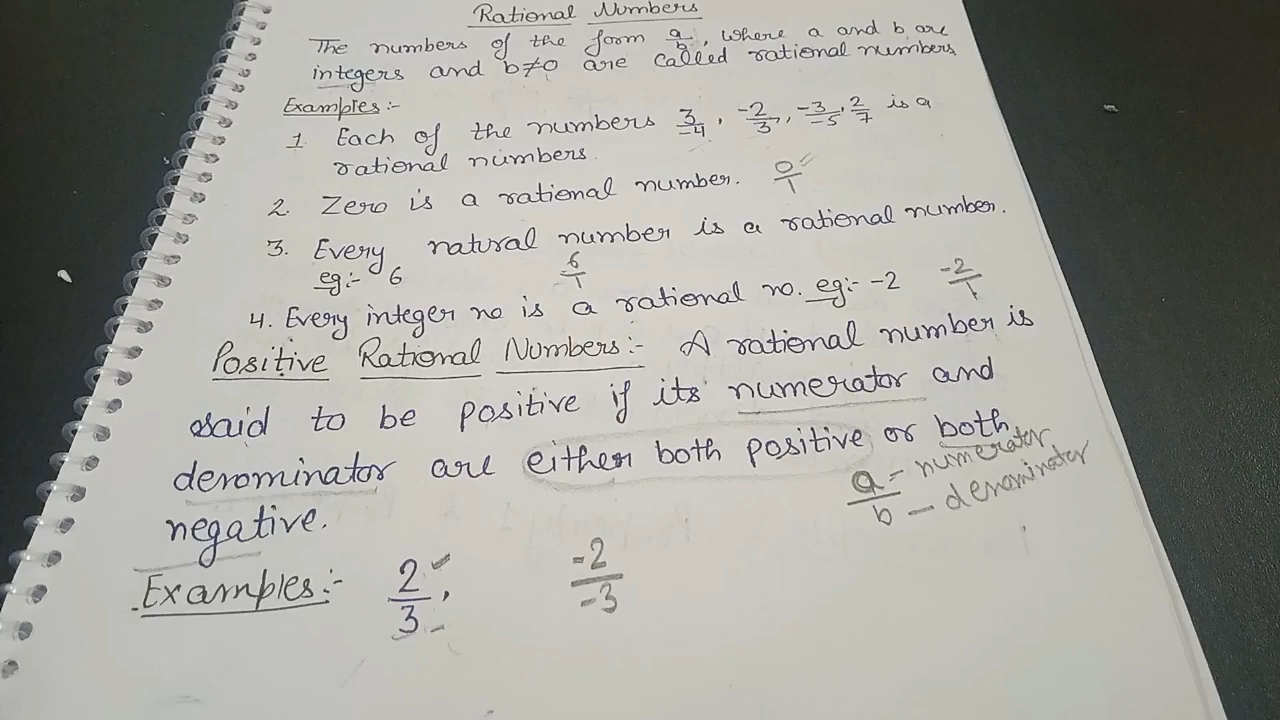 Rational Numbers
The numbers of the form a/b, where a and b are
integers and b≠0 are called rational numbers
Examples:-
1. Each of the numbers 3/-4, -2/3, -3/-5, 2/7 is a
rational numbers.
2. Zero is a rational number. 0/1
3. Every natural number is a rational number.
eg:- 6 6/1
4. Every integer no is a rational no. eg:- -2 -2/1
Positive Rational Numbers:- A rational number is
said to be positive if its numerator and
denominator are either both positive or both
negative.
a - numerator
b - denominator
Examples:- 2/3, -2/-3